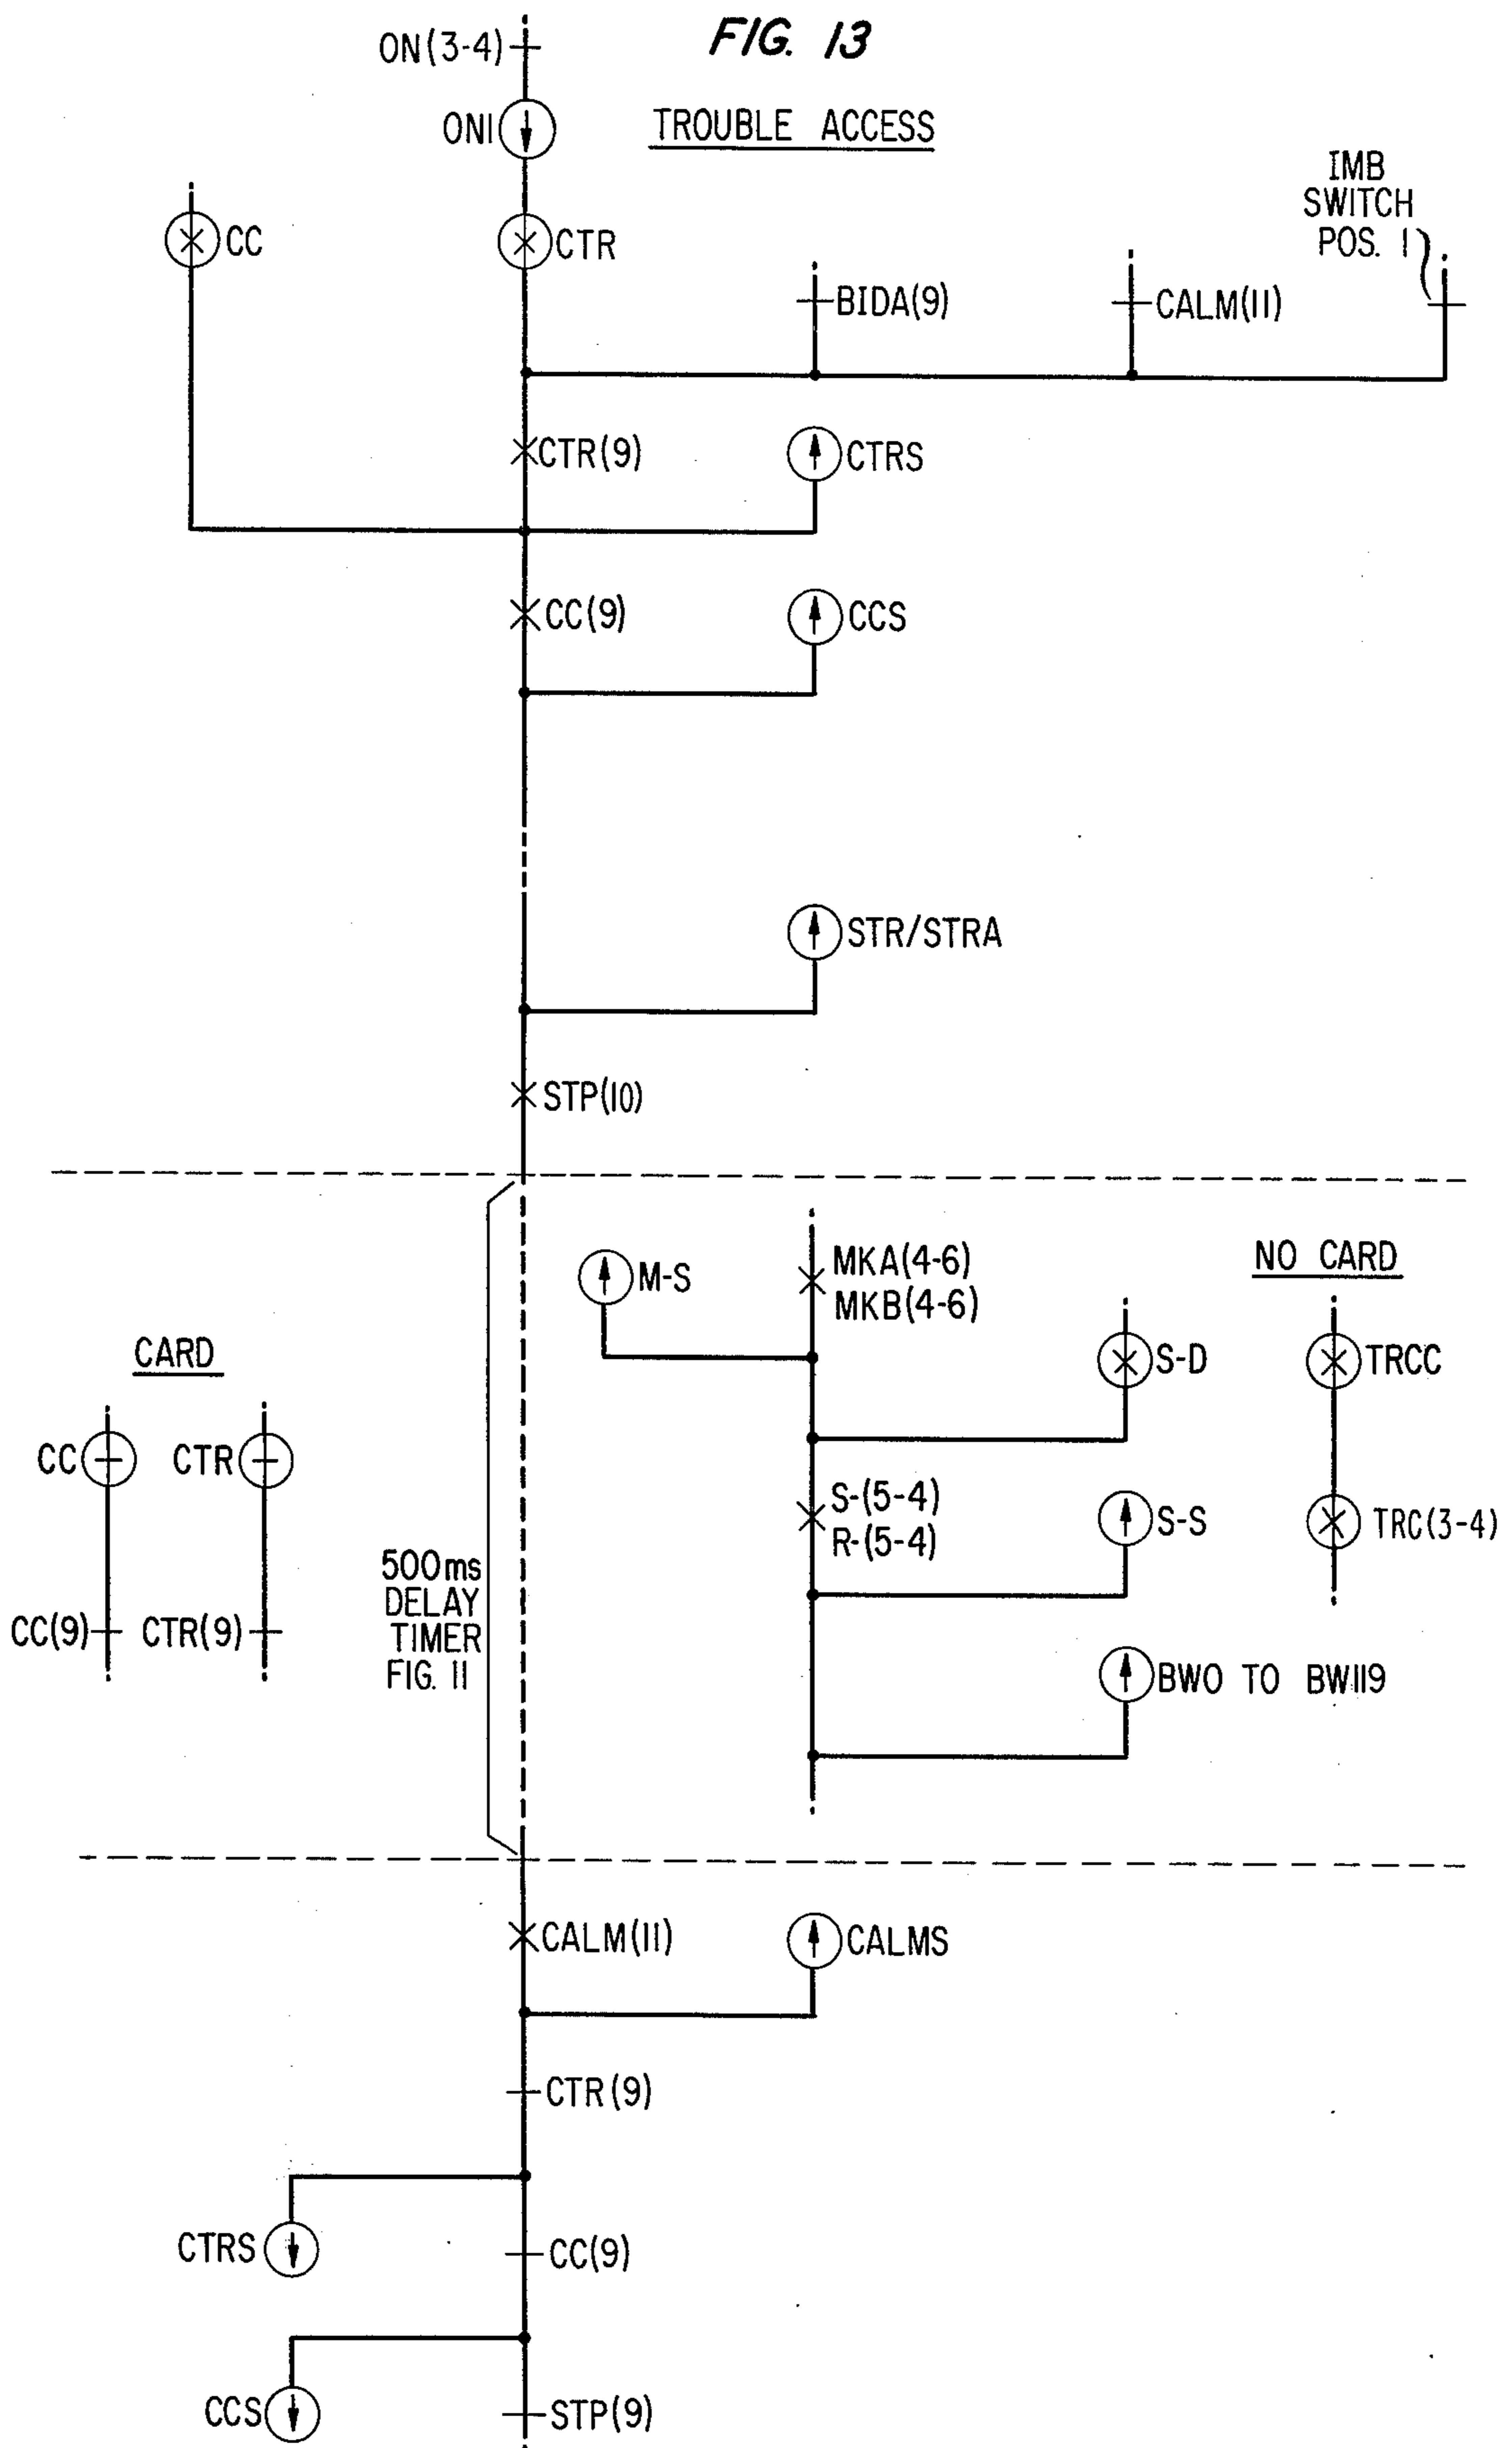 FIG. 13
ON(3-4)
ON1
TROUBLE ACCESS
IMB
SWITCH
POS. 1
CC
CTR
BIDA(9)
CALM(11)
CTR(9)
CTRS
CC(9)
CCS
STR/STRA
STP(10)
M-S
MKA(4-6)
MKB(4-6)
NO CARD
CARD
S-D
TRCC
CC
CTR
S-(5-4)
R-(5-4)
S-S
TRC(3-4)
500ms
DELAY
TIMER
FIG. 11
CC(9)
CTR(9)
BW0 TO BW119
CALM(11)
CALMS
CTR(9)
CTRS
CC(9)
CCS
STP(9)